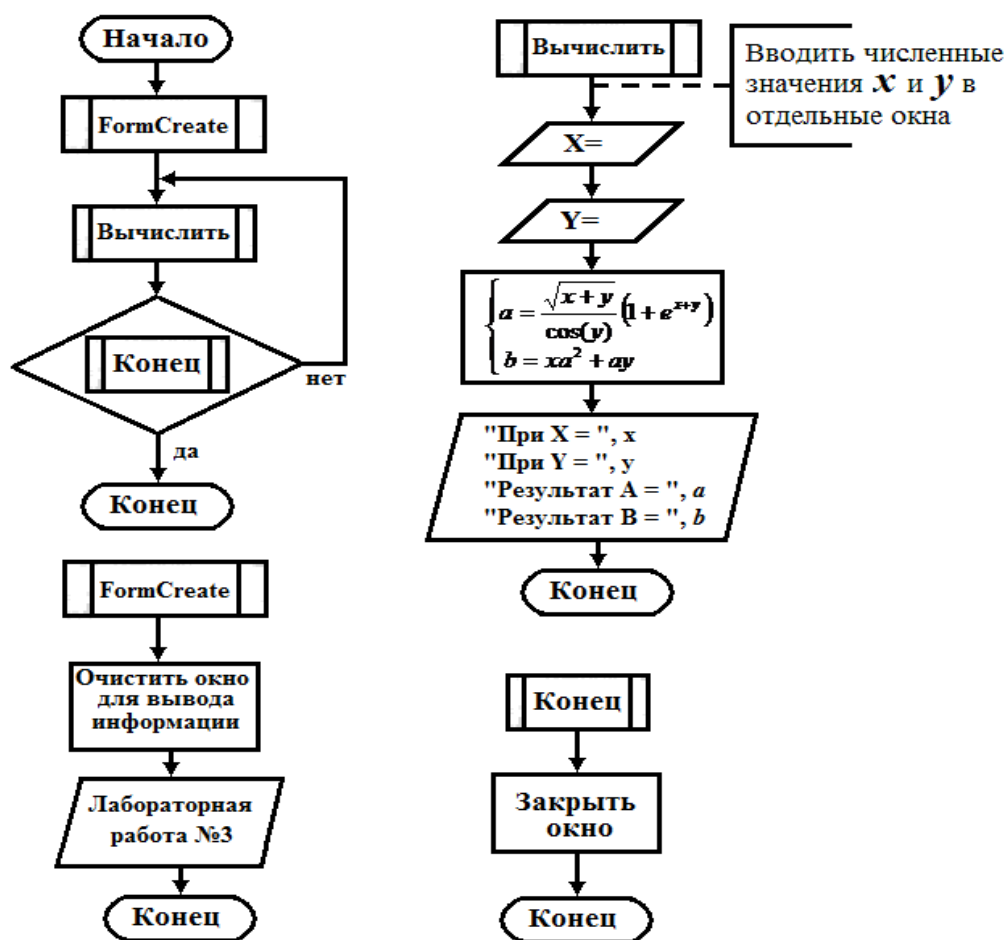 Начало
FormCreate
Вычислить
Конец
нет
да
Конец
FormCreate
Очистить окно
для вывода
информации
Лабораторная
работа №3
Конец
Вычислить
Вводить численные
значения x и y в
отдельные окна
X=
Y=
a = √(x + y) / cos(y) (1 + e^(x+y))
b = xa² + ay
"При X = ", x
"При Y = ", y
"Результат A = ", a
"Результат B = ", b
Конец
Конец
Закрыть
окно
Конец